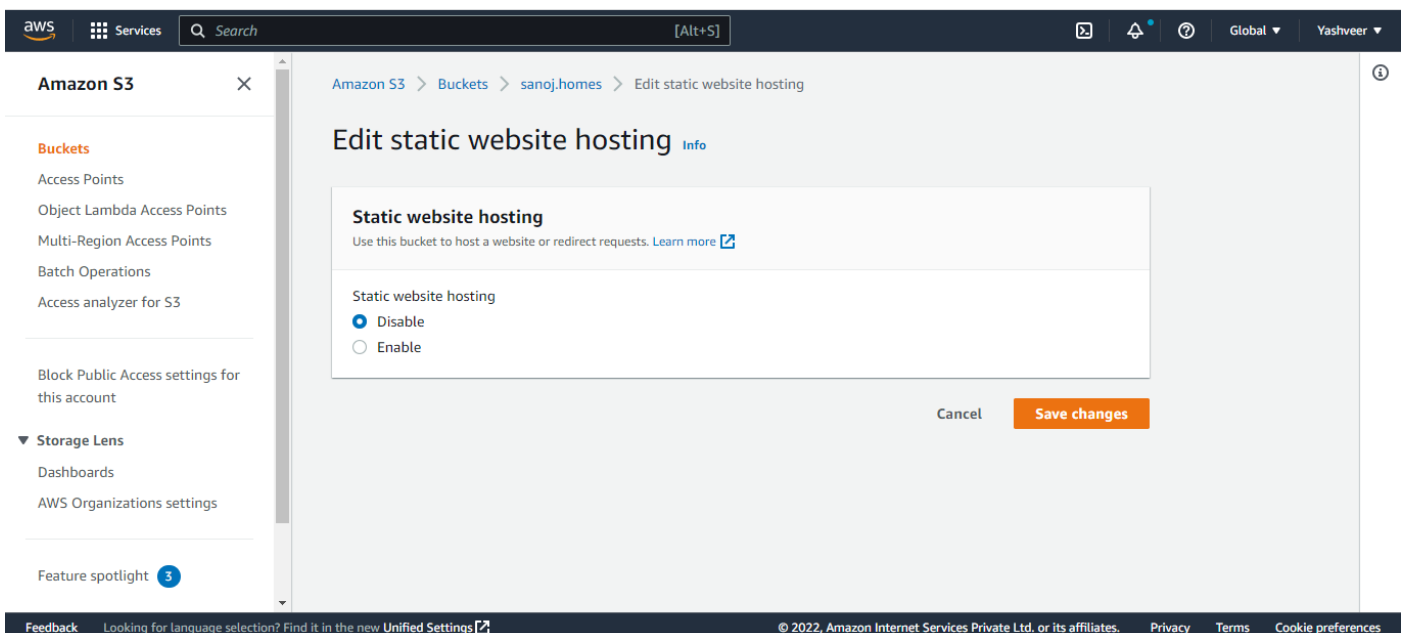 aws Services Search [Alt+S] Global Yashveer
Amazon S3
Buckets
Access Points
Object Lambda Access Points
Multi-Region Access Points
Batch Operations
Access analyzer for S3
Block Public Access settings for
this account
Storage Lens
Dashboards
AWS Organizations settings
Feature spotlight 3
Amazon S3 > Buckets > sanoj.homes > Edit static website hosting
Edit static website hosting Info
Static website hosting
Use this bucket to host a website or redirect requests. Learn more
Static website hosting
Disable
Enable
Cancel Save changes
Feedback Looking for language selection? Find it in the new Unified Settings © 2022, Amazon Internet Services Private Ltd. or its affiliates. Privacy Terms Cookie preferences